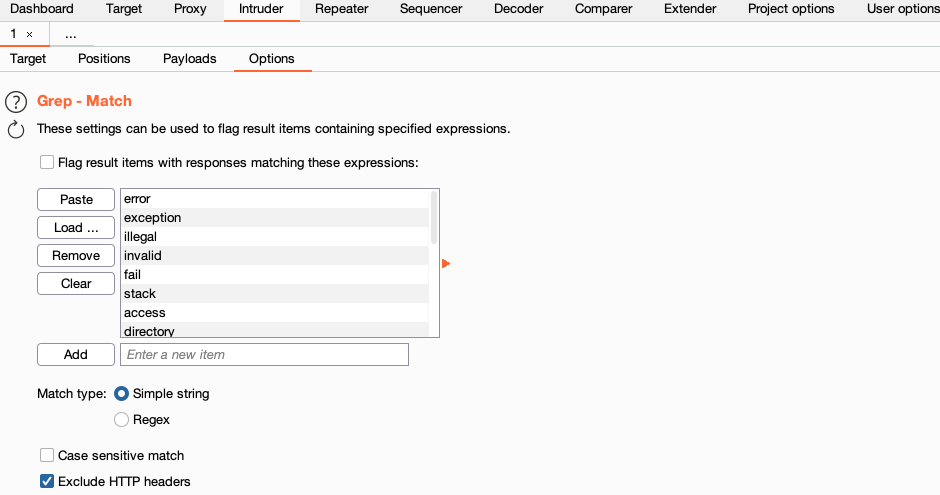 Dashboard Target Proxy Intruder Repeater Sequencer Decoder Comparer Extender Project options User options
1 × ...
Target Positions Payloads Options
? Grep - Match
These settings can be used to flag result items containing specified expressions.
Flag result items with responses matching these expressions:
Paste
Load ...
Remove
Clear
error
exception
illegal
invalid
fail
stack
access
directory
Add Enter a new item
Match type: Simple string
Regex
Case sensitive match
Exclude HTTP headers